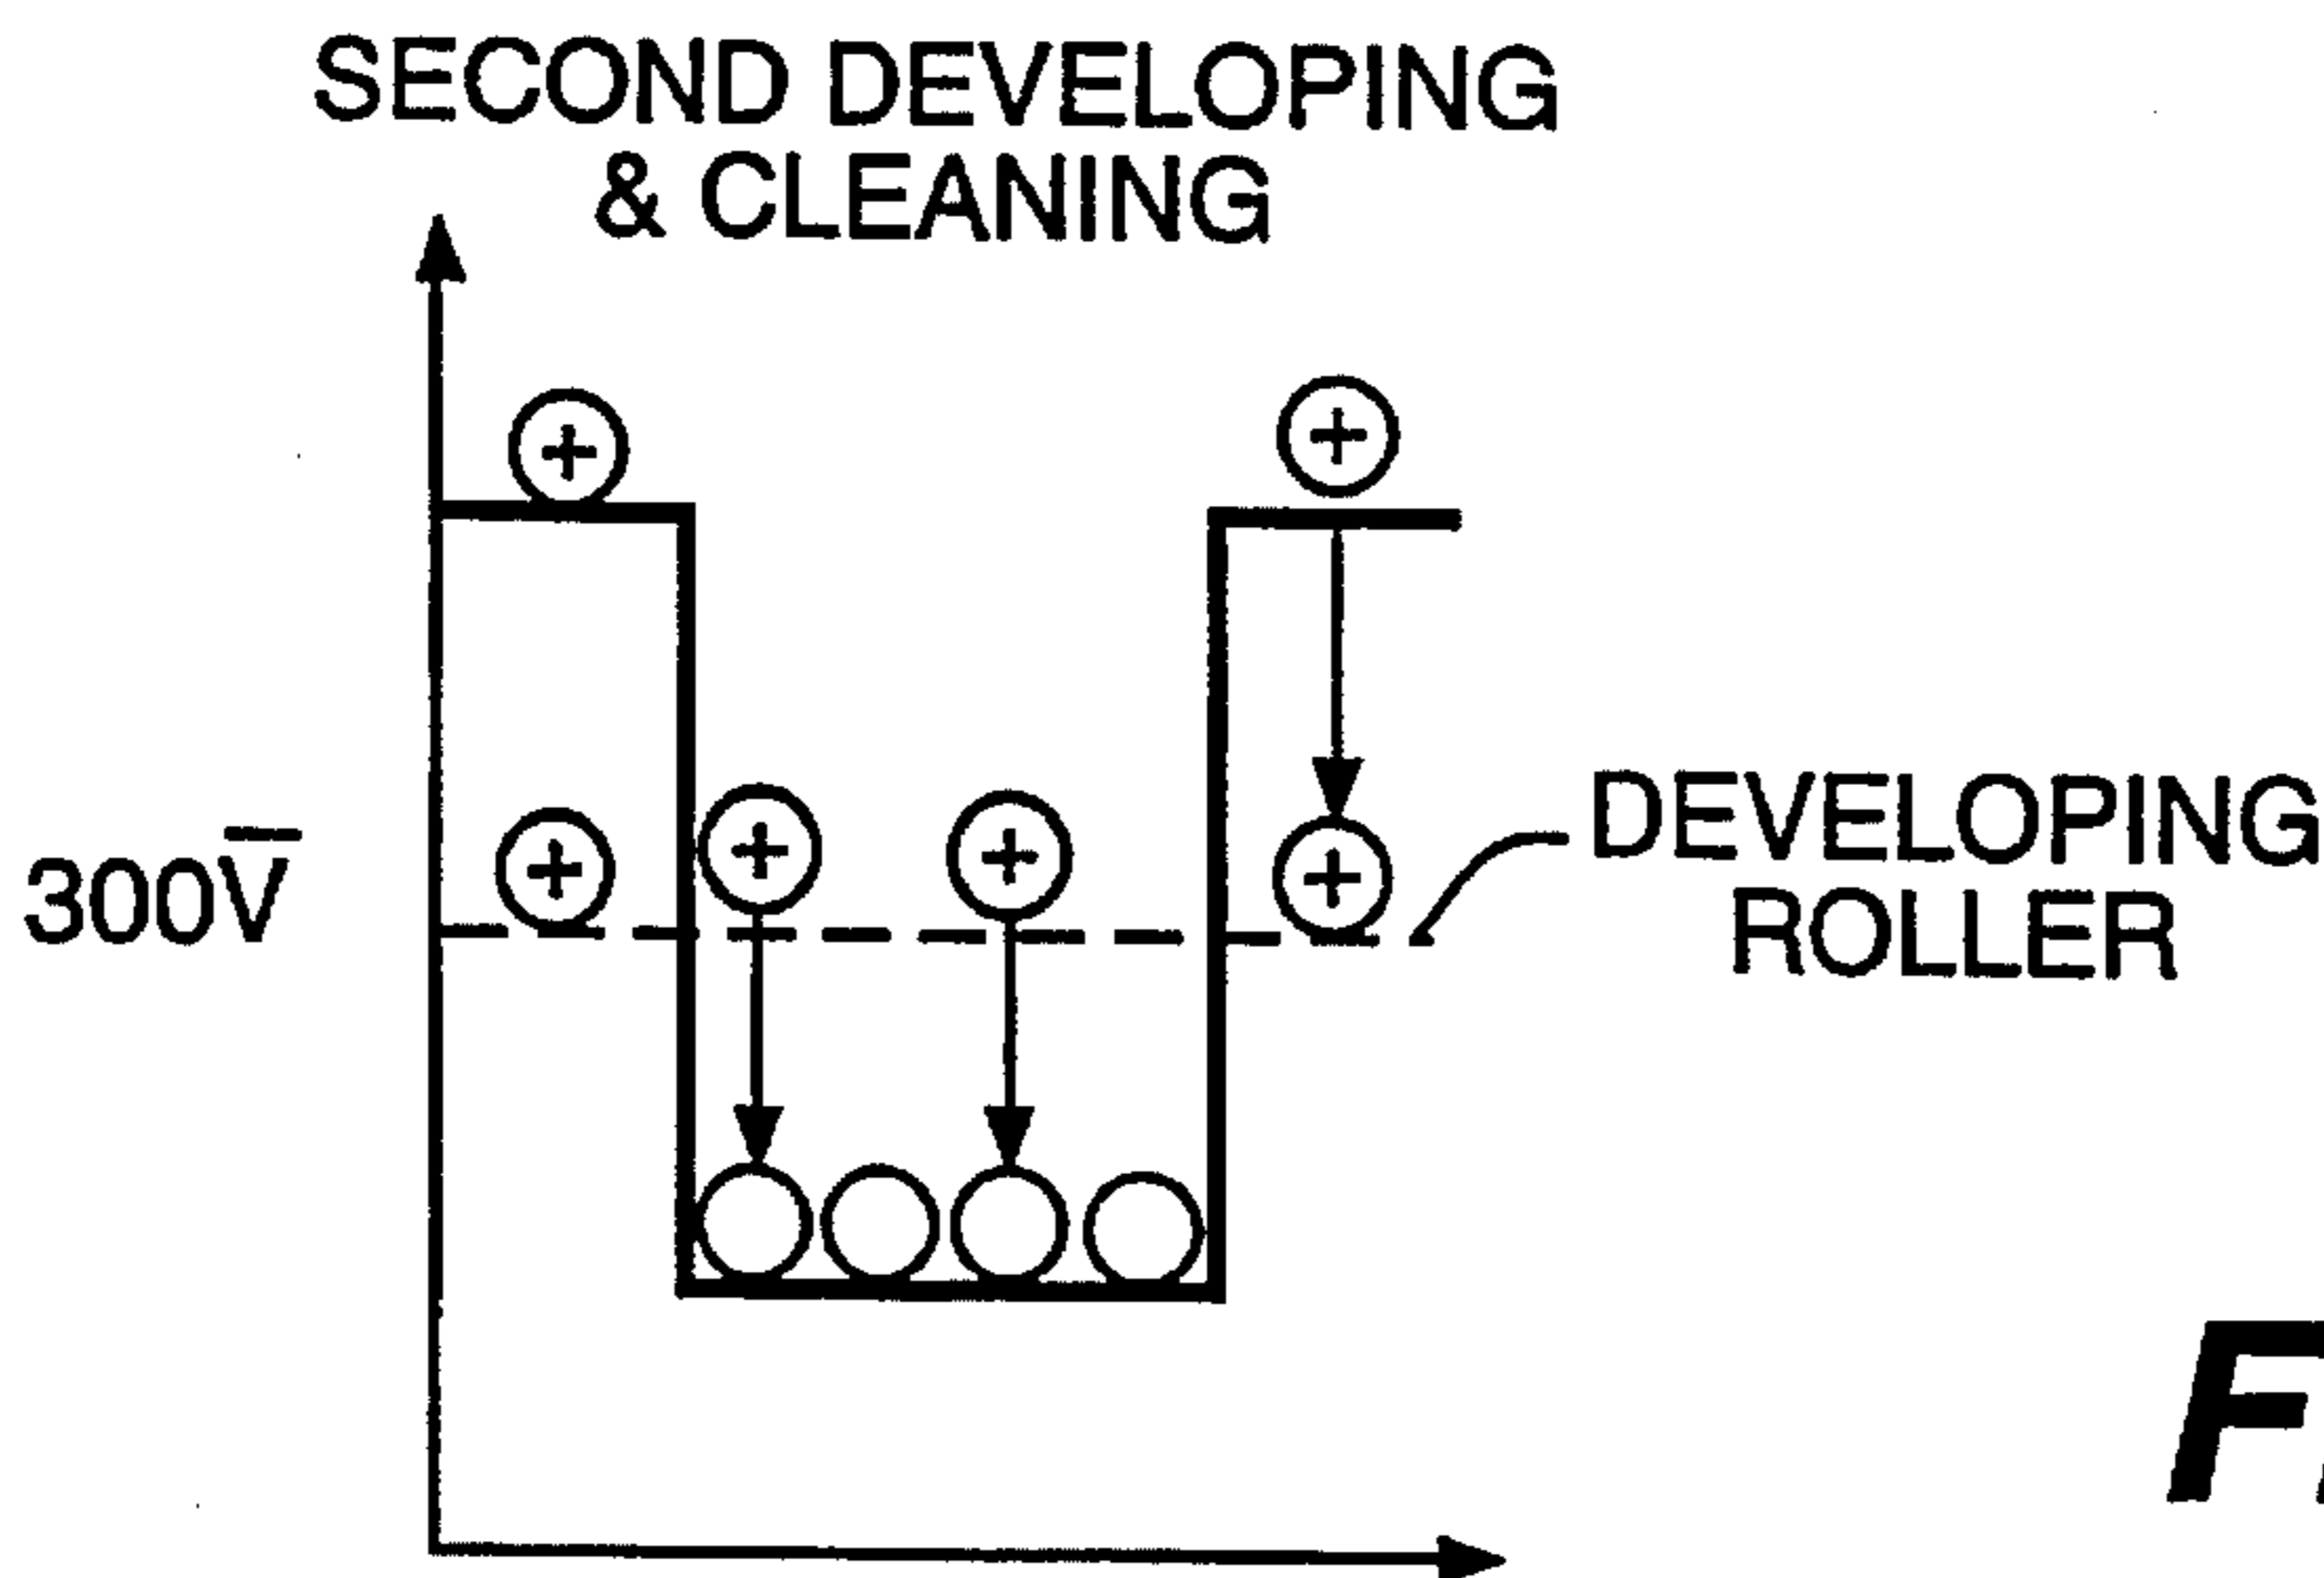 SECOND DEVELOPING
& CLEANING
+
+
300V̅
+
+
+
+
DEVELOPING
ROLLER
F